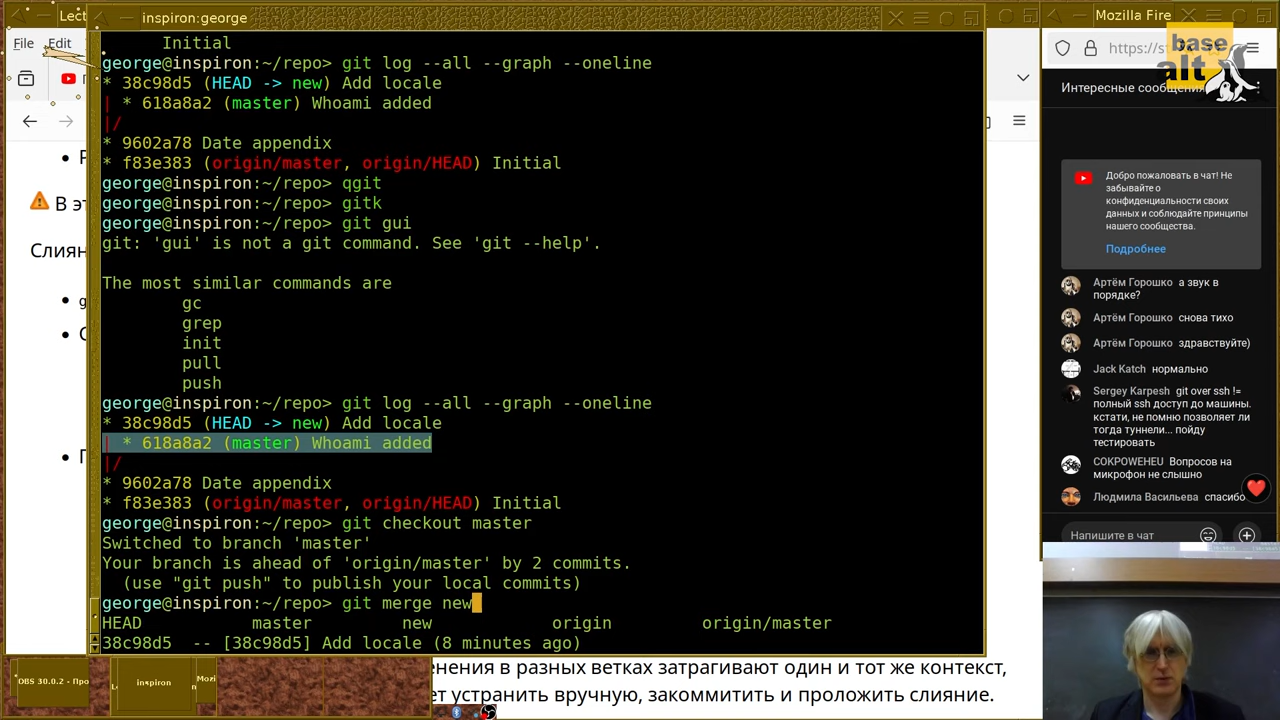 Lect
inspiron:george
Mozilla Fire
File Edit
https://s
base
alt
Интересные сообщения
Initial
george@inspiron:~/repo> git log --all --graph --oneline
* 38c98d5 (HEAD -> new) Add locale
| * 618a8a2 (master) Whoami added
|/
* 9602a78 Date appendix
* f83e383 (origin/master, origin/HEAD) Initial
george@inspiron:~/repo> qgit
george@inspiron:~/repo> gitk
george@inspiron:~/repo> git gui
git: 'gui' is not a git command. See 'git --help'.
The most similar commands are
gc
grep
init
pull
push
george@inspiron:~/repo> git log --all --graph --oneline
* 38c98d5 (HEAD -> new) Add locale
| * 618a8a2 (master) Whoami added
|/
* 9602a78 Date appendix
* f83e383 (origin/master, origin/HEAD) Initial
george@inspiron:~/repo> git checkout master
Switched to branch 'master'
Your branch is ahead of 'origin/master' by 2 commits.
(use "git push" to publish your local commits)
george@inspiron:~/repo> git merge new
HEAD master new origin origin/master
38c98d5 -- [38c98d5] Add locale (8 minutes ago)
В эт
Слиян
Добро пожаловать в чат! Не
забывайте о
конфиденциальности своих
данных и соблюдайте принципы
нашего сообщества.
Подробнее
Артём Горошко а звук в
порядке?
Артём Горошко снова тихо
Артём Горошко здравствуйте)
Jack Katch нормально
Sergey Karpesh git over ssh !=
полный ssh доступ до машины.
кстати, не помню позволяет ли
тогда туннели... пойду
тестировать
COKPOWEHEU Вопросов на
микрофон не слышно
Людмила Васильева спасибо
Напишите в чат
енения в разных ветках затрагивают один и тот же контекст,
ет устранить вручную, закоммитить и проложить слияние.
OBS 30.0.2 - Про
inspiron
Mozi